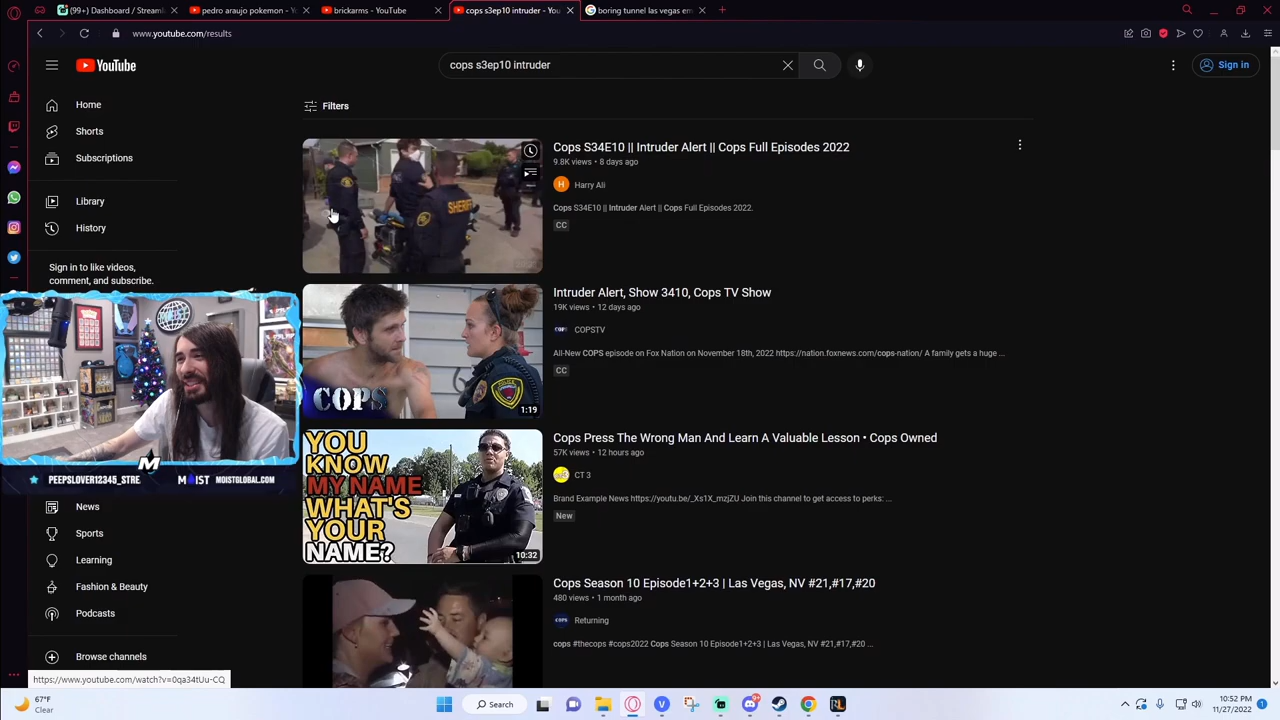 (99+) Dashboard / Streamla
pedro araujo pokemon - Yo
brickarms - YouTube
cops s3ep10 intruder - You
boring tunnel las vegas em
www.youtube.com/results
YouTube
cops s3ep10 intruder
Sign in
Home
Shorts
Subscriptions
Library
History
Sign in to like videos,
comment, and subscribe.
News
Sports
Learning
Fashion & Beauty
Podcasts
Browse channels
Filters
SHERIFF
Cops S34E10 || Intruder Alert || Cops Full Episodes 2022
9.8K views • 8 days ago
Harry Ali
Cops S34E10 || Intruder Alert || Cops Full Episodes 2022.
CC
COPS
1:19
Intruder Alert, Show 3410, Cops TV Show
19K views • 12 days ago
COPSTV
All-New COPS episode on Fox Nation on November 18th, 2022 https://nation.foxnews.com/cops-nation/ A family gets a huge ...
CC
YOU
KNOW
MY NAME
WHAT'S
YOUR
NAME?
10:32
Cops Press The Wrong Man And Learn A Valuable Lesson • Cops Owned
57K views • 12 hours ago
CT 3
Brand Example News https://youtu.be/_Xs1X_mzjZU Join this channel to get access to perks: ...
New
Cops Season 10 Episode1+2+3 | Las Vegas, NV #21,#17,#20
480 views • 1 month ago
Returning
cops #thecops #cops2022 Cops Season 10 Episode1+2+3 | Las Vegas, NV #21,#17,#20 ...
M
PEEPSLOVER12345_STRE
MOIST MOISTGLOBAL.COM
https://www.youtube.com/watch?v=0qa34tUu-CQ
67°F
Clear
Search
10:52 PM
11/27/2022